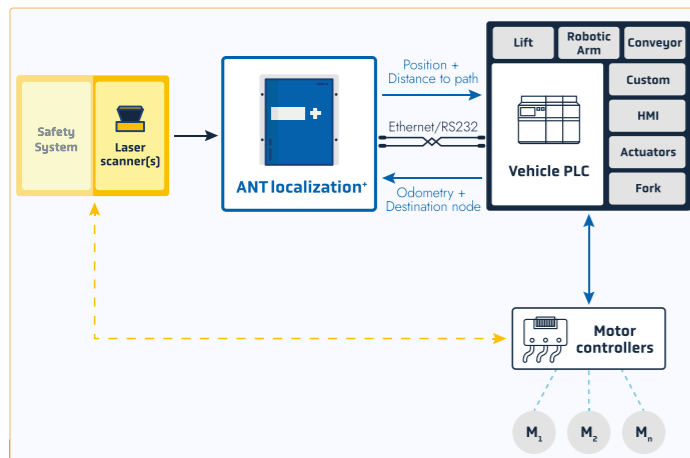 Safety
System
Laser
scanner(s)
ANT localization+
Position +
Distance to path
Ethernet/RS232
Odometry +
Destination node
Lift
Robotic
Arm
Conveyor
Vehicle PLC
Custom
HMI
Actuators
Fork
Motor
controllers
M1
M2
Mn